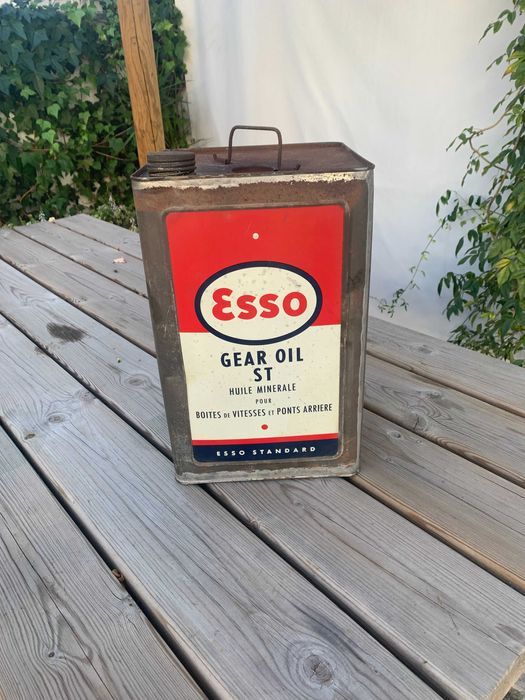 Esso
GEAR OIL
ST
HUILE MINERALE
POUR
BOITES DE VITESSES ET PONTS ARRIERE
ESSO STANDARD